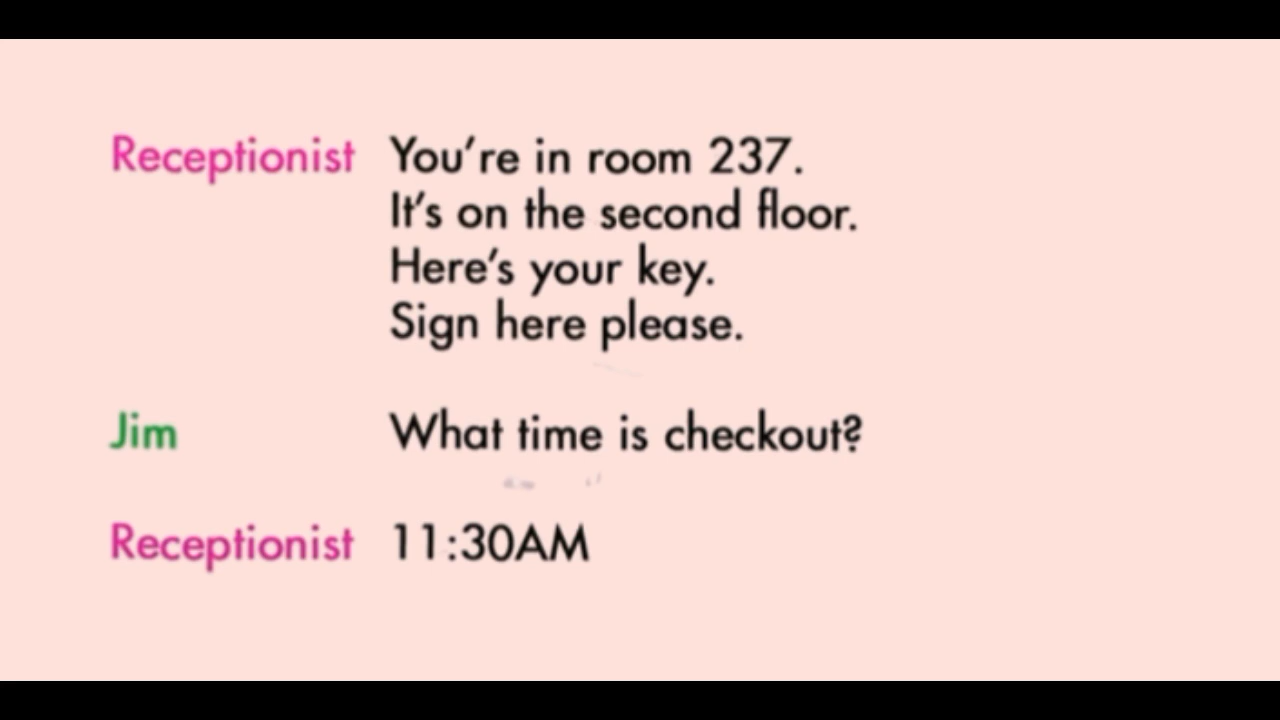 Receptionist You're in room 237.
It's on the second floor.
Here's your key.
Sign here please.
Jim What time is checkout?
Receptionist 11:30AM